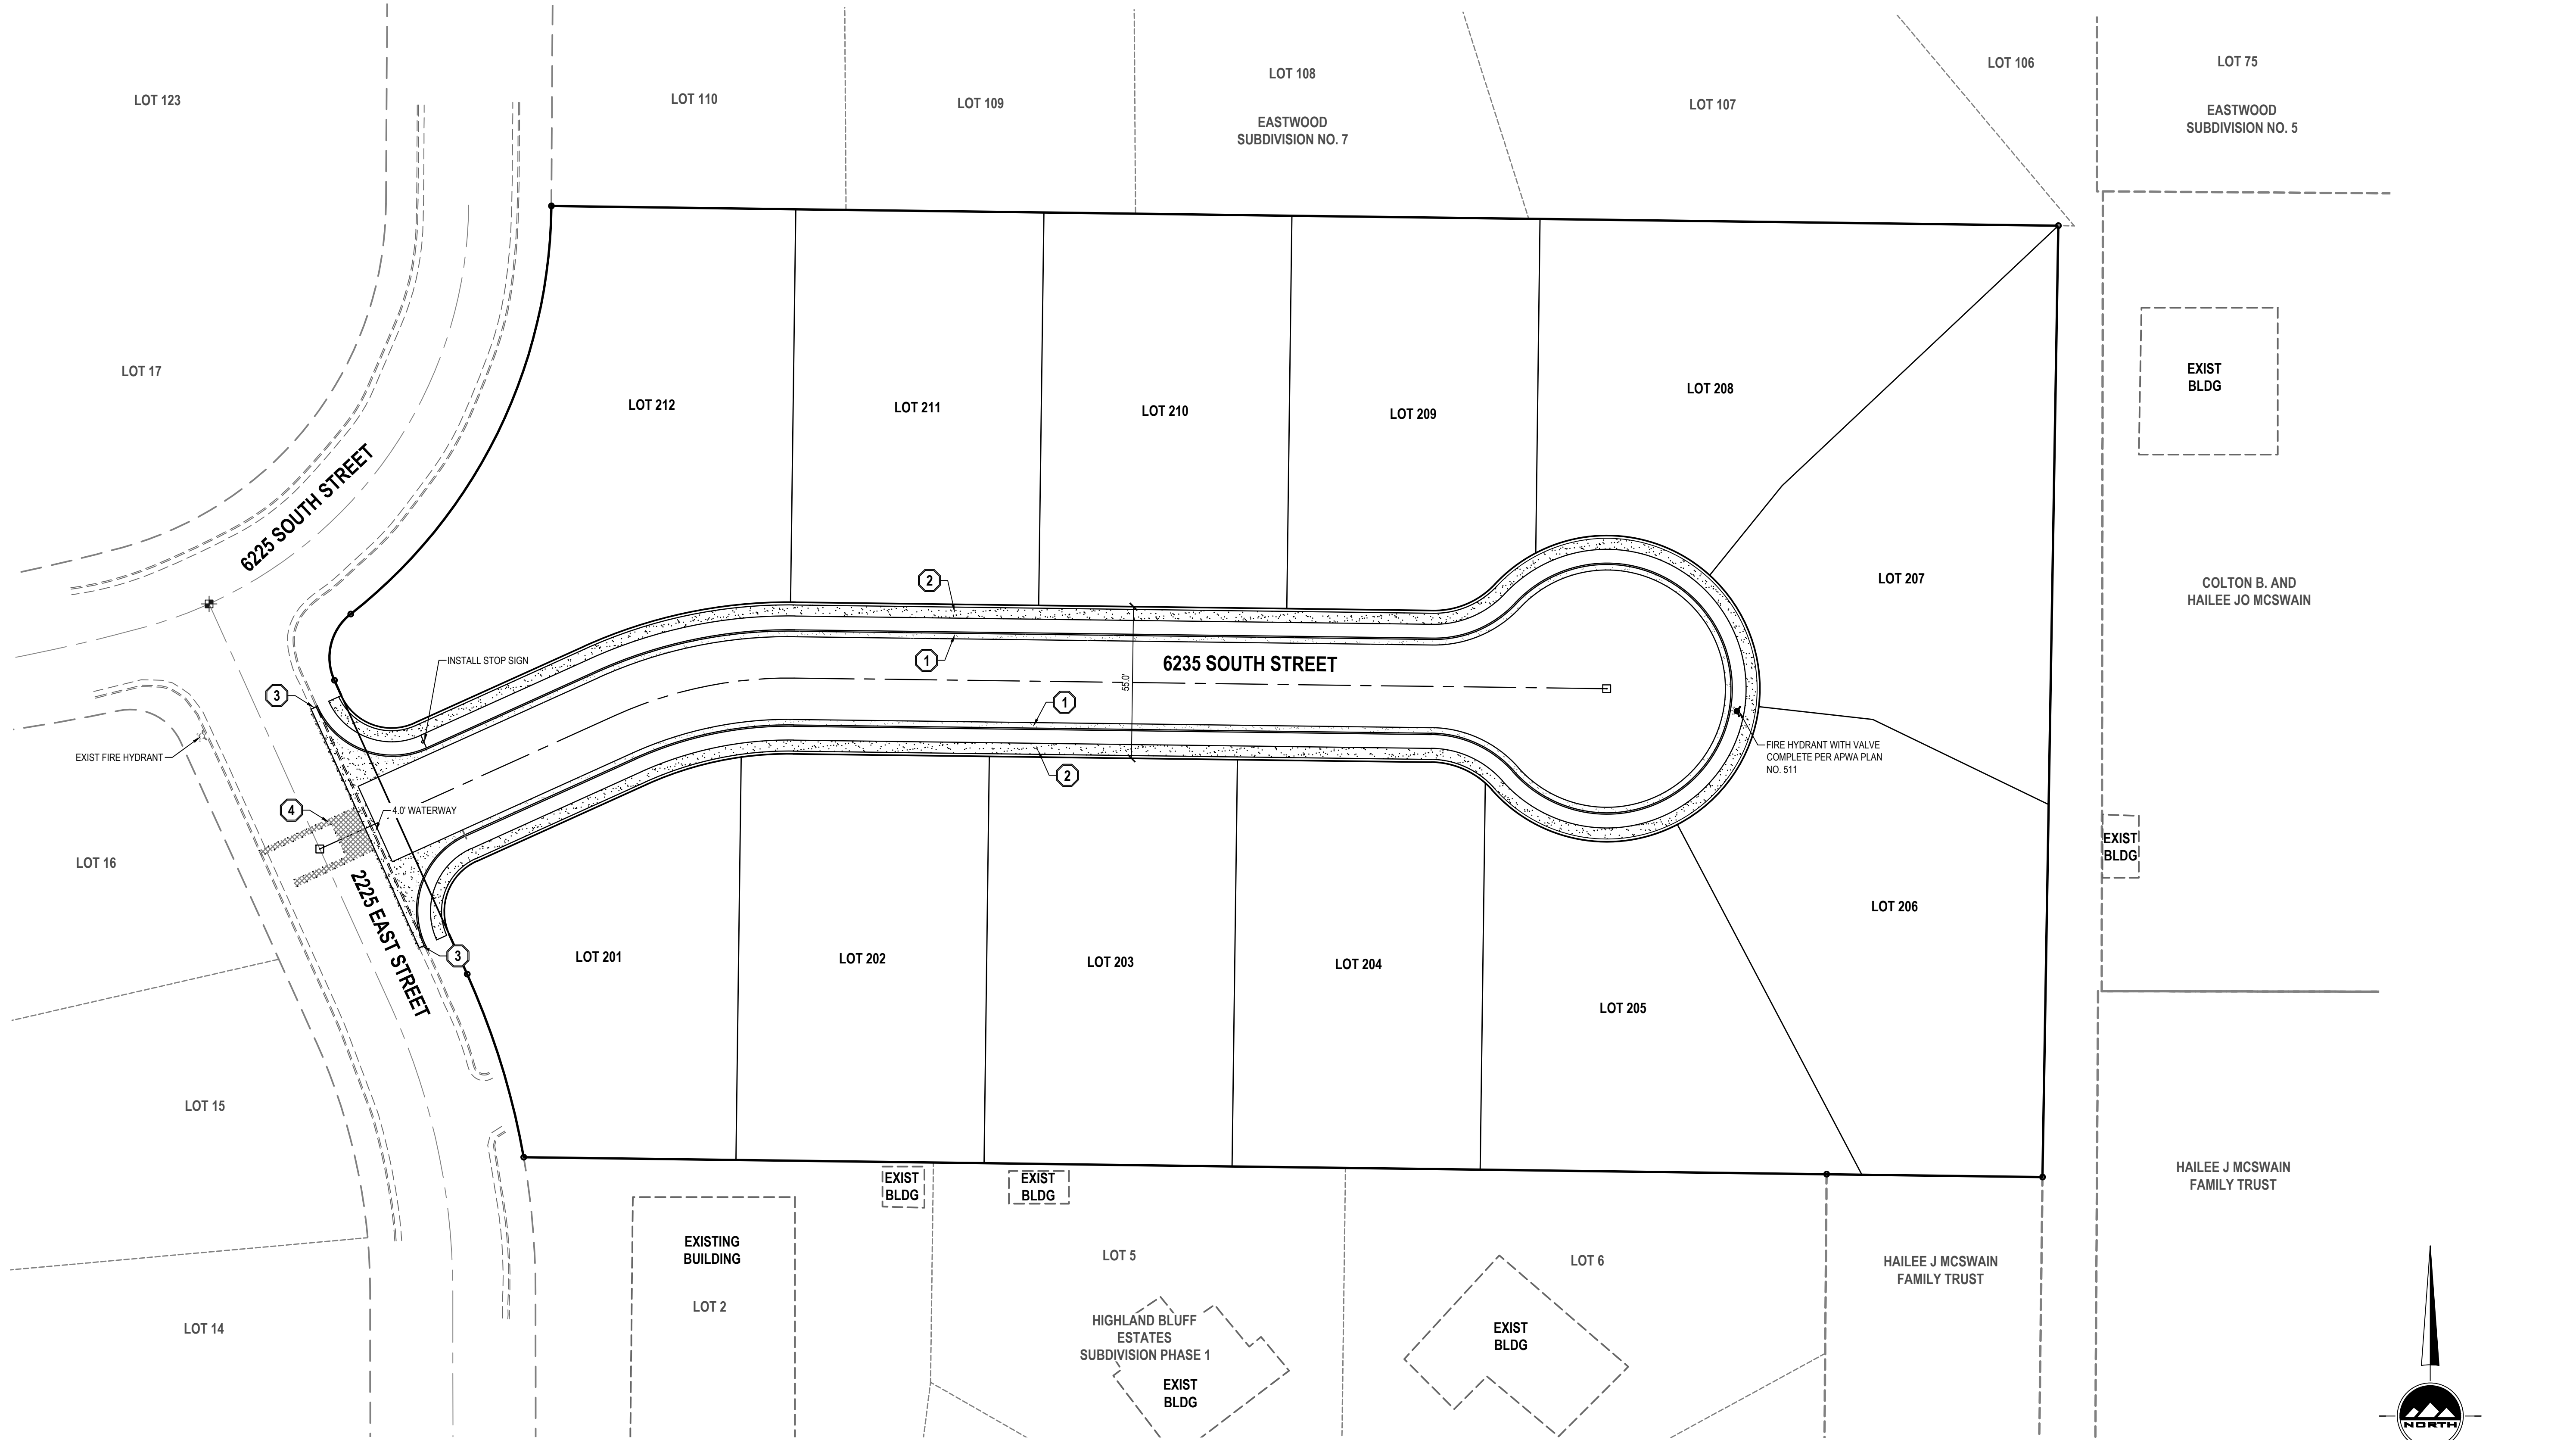 LOT 123
LOT 110
LOT 109
LOT 108
EASTWOOD
SUBDIVISION NO. 7
LOT 107
LOT 106
LOT 75
EASTWOOD
SUBDIVISION NO. 5
LOT 17
6225 SOUTH STREET
LOT 212
LOT 211
LOT 210
LOT 209
LOT 208
EXIST
BLDG
LOT 207
COLTON B. AND
HAILEE JO MCSWAIN
2
1
INSTALL STOP SIGN
6235 SOUTH STREET
55.0'
3
1
2
EXIST FIRE HYDRANT
FIRE HYDRANT WITH VALVE
COMPLETE PER APWA PLAN
NO. 511
4
4.0' WATERWAY
LOT 16
2225 EAST STREET
3
EXIST
BLDG
LOT 201
LOT 202
LOT 203
LOT 204
LOT 205
LOT 206
LOT 15
EXIST
BLDG
EXIST
BLDG
HAILEE J MCSWAIN
FAMILY TRUST
EXISTING
BUILDING
LOT 2
LOT 5
LOT 6
HAILEE J MCSWAIN
FAMILY TRUST
LOT 14
HIGHLAND BLUFF
ESTATES
SUBDIVISION PHASE 1
EXIST
BLDG
EXIST
BLDG
NORTH